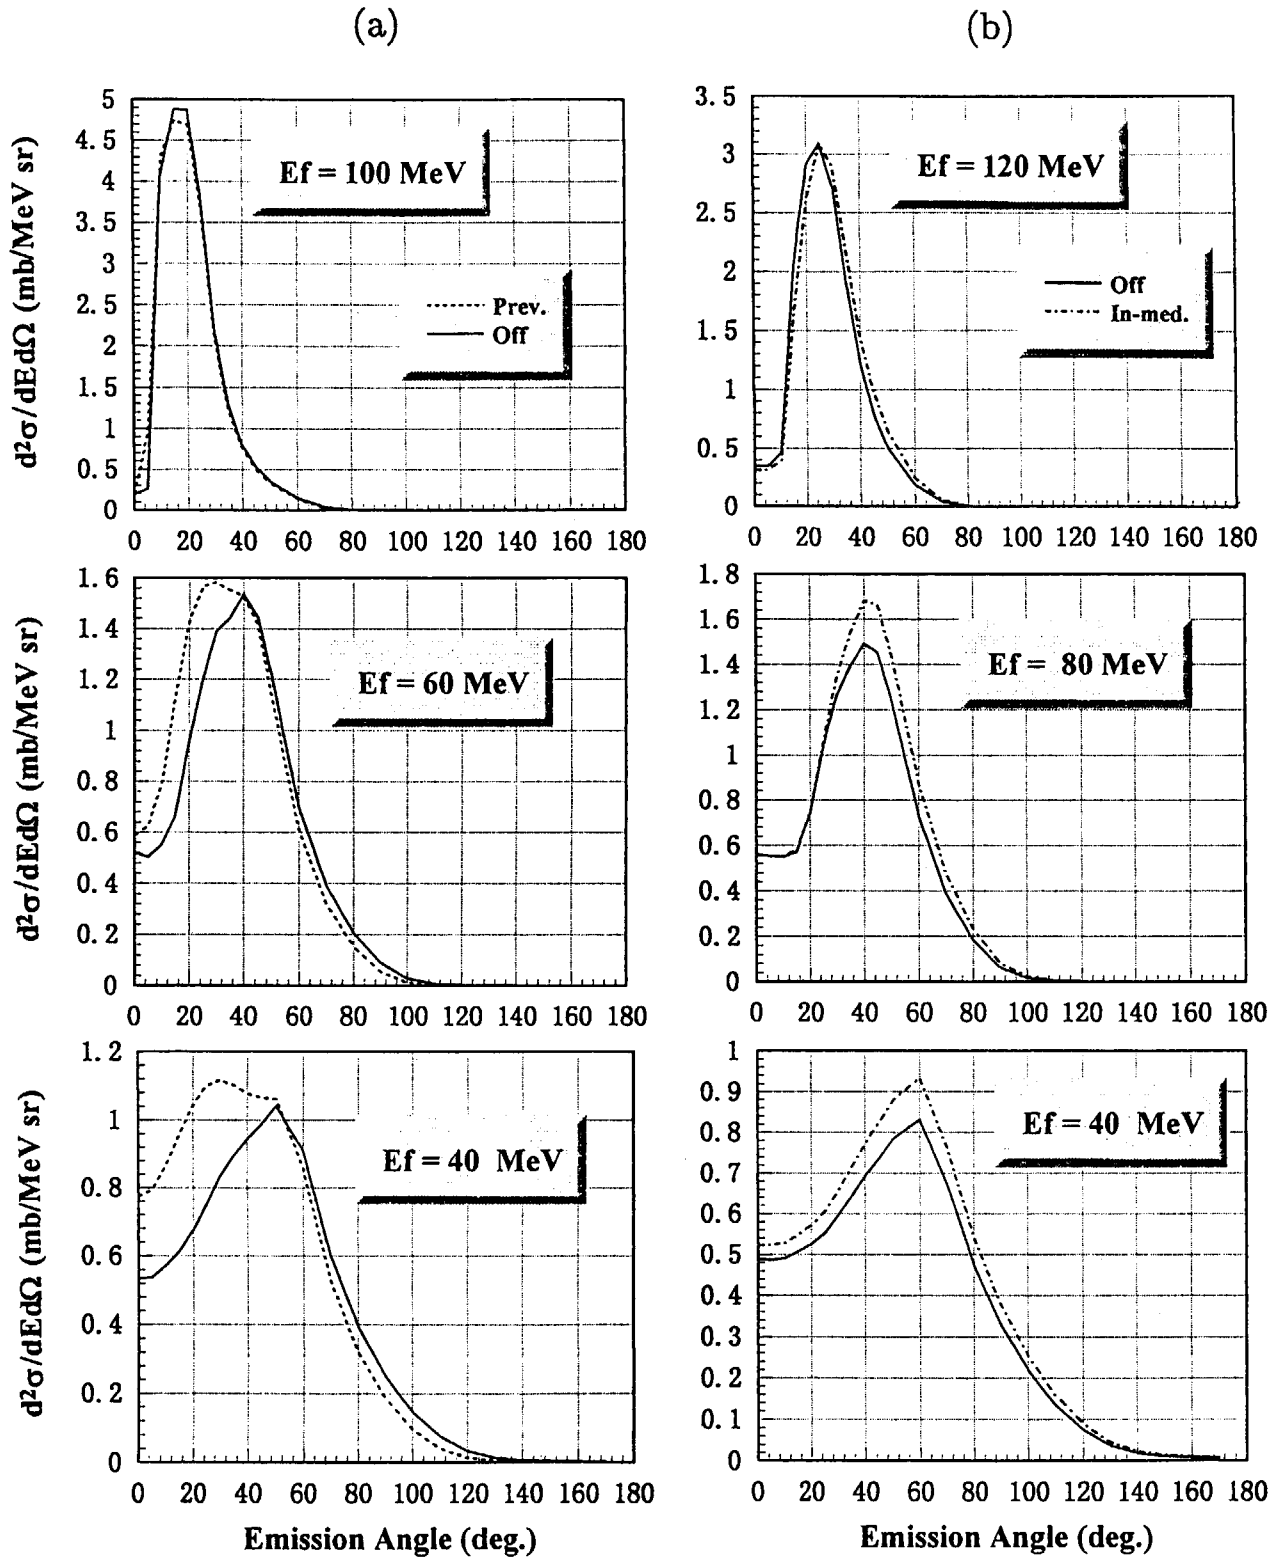 (a)
(b)
d²σ/dEdΩ (mb/MeV sr)
5
4.5
4
3.5
3
2.5
2
1.5
1
0.5
0
Ef = 100 MeV
Prev.
Off
0 20 40 60 80 100 120 140 160 180
3.5
3
2.5
2
1.5
1
0.5
0
Ef = 120 MeV
Off
In-med.
0 20 40 60 80 100 120 140 160 180
d²σ/dEdΩ (mb/MeV sr)
1.6
1.4
1.2
1
0.8
0.6
0.4
0.2
0
Ef = 60 MeV
0 20 40 60 80 100 120 140 160 180
1.8
1.6
1.4
1.2
1
0.8
0.6
0.4
0.2
0
Ef = 80 MeV
0 20 40 60 80 100 120 140 160 180
d²σ/dEdΩ (mb/MeV sr)
1.2
1
0.8
0.6
0.4
0.2
0
Ef = 40 MeV
0 20 40 60 80 100 120 140 160 180
Emission Angle (deg.)
1
0.9
0.8
0.7
0.6
0.5
0.4
0.3
0.2
0.1
0
Ef = 40 MeV
0 20 40 60 80 100 120 140 160 180
Emission Angle (deg.)